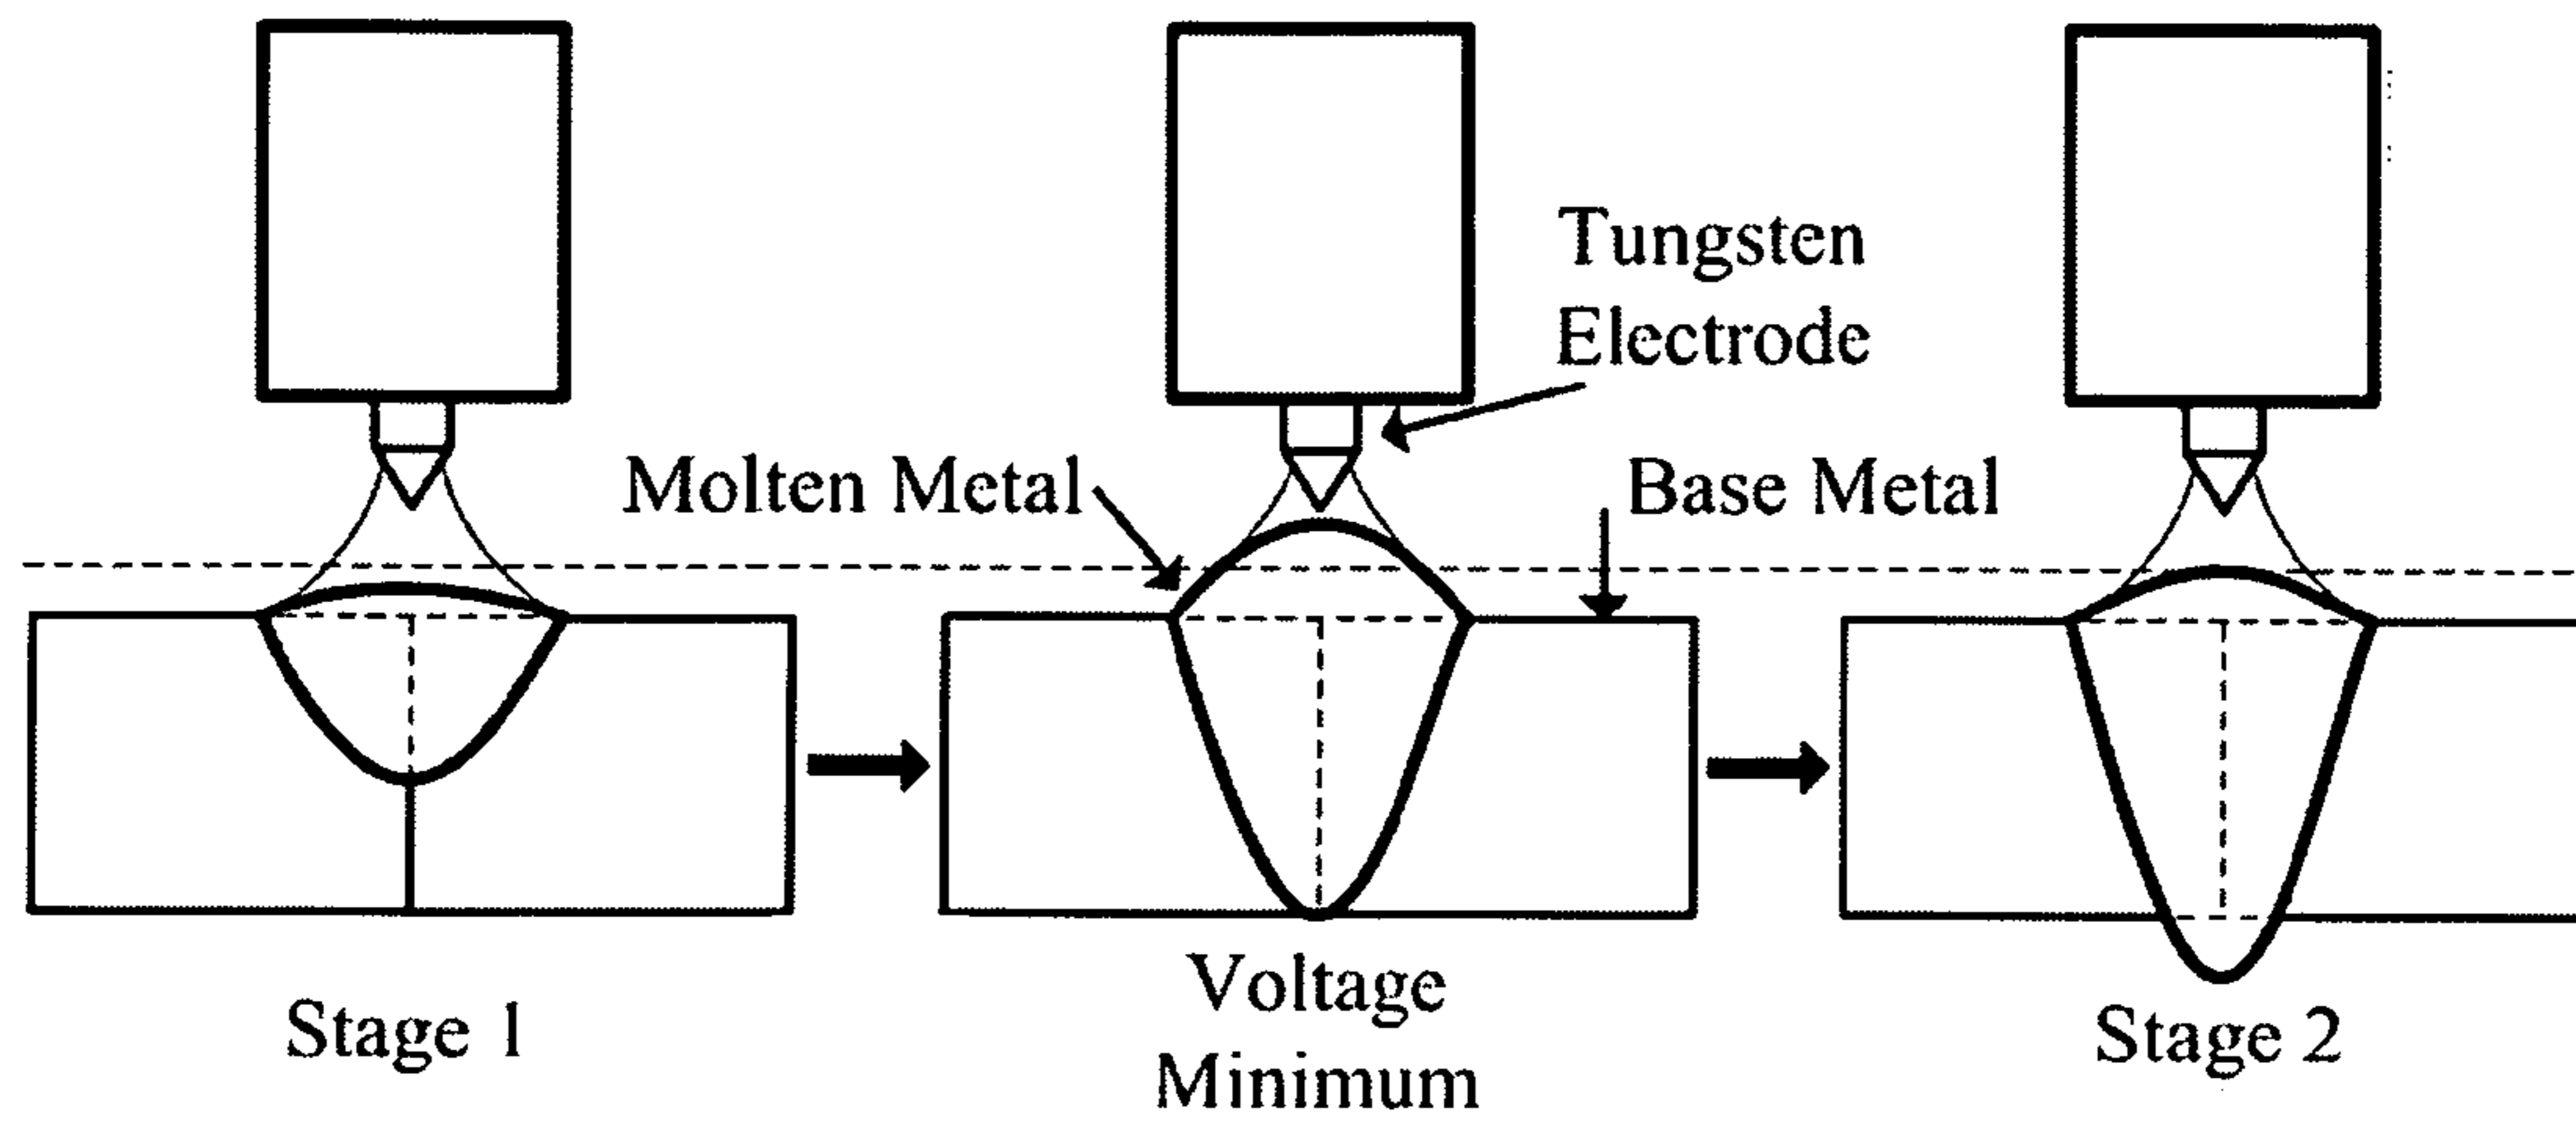 Tungsten
Electrode
Molten Metal
Base Metal
Stage 1
Voltage
Minimum
Stage 2